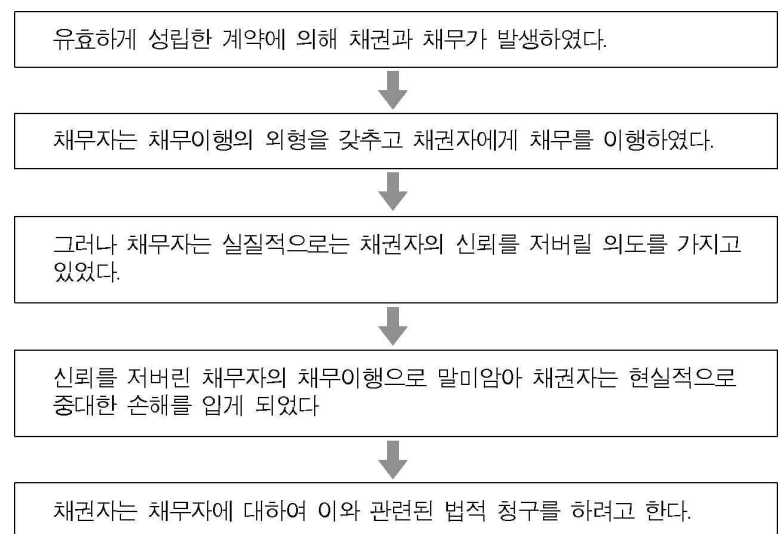 유효하게 성립한 계약에 의해 채권과 채무가 발생하였다.
채무자는 채무이행의 외형을 갖추고 채권자에게 채무를 이행하였다.
그러나 채무자는 실질적으로는 채권자의 신뢰를 저버릴 의도를 가지고
있었다.
신뢰를 저버린 채무자의 채무이행으로 말미암아 채권자는 현실적으로
중대한 손해를 입게 되었다
채권자는 채무자에 대하여 이와 관련된 법적 청구를 하려고 한다.